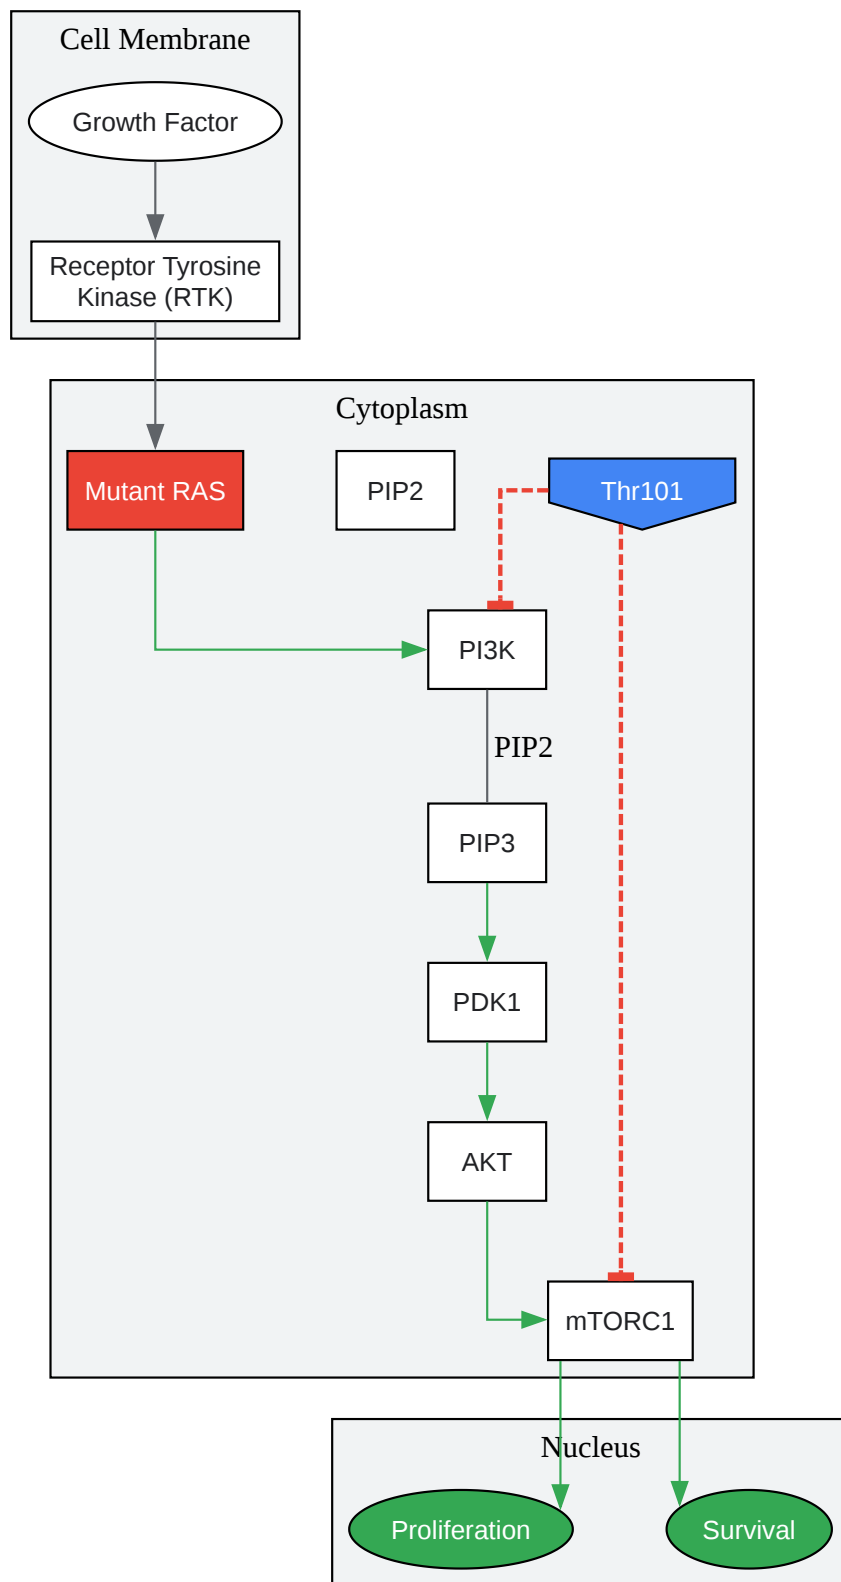 Cell Membrane
Growth Factor
Receptor Tyrosine
Kinase (RTK)
Cytoplasm
Mutant RAS
PIP2
Thr101
PI3K
PIP2
PIP3
PDK1
AKT
mTORC1
Nucleus
Proliferation
Survival